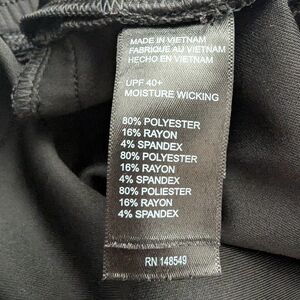 MADE IN VIETNAM
FABRIQUE AU VIETNAM
HECHO EN VIETNAM
UPF 40+
MOISTURE WICKING
80% POLYESTER
16% RAYON
4% SPANDEX
80% POLYESTER
16% RAYON
4% SPANDEX
80% POLIESTER
16% RAYON
4% SPANDEX
RN 148549